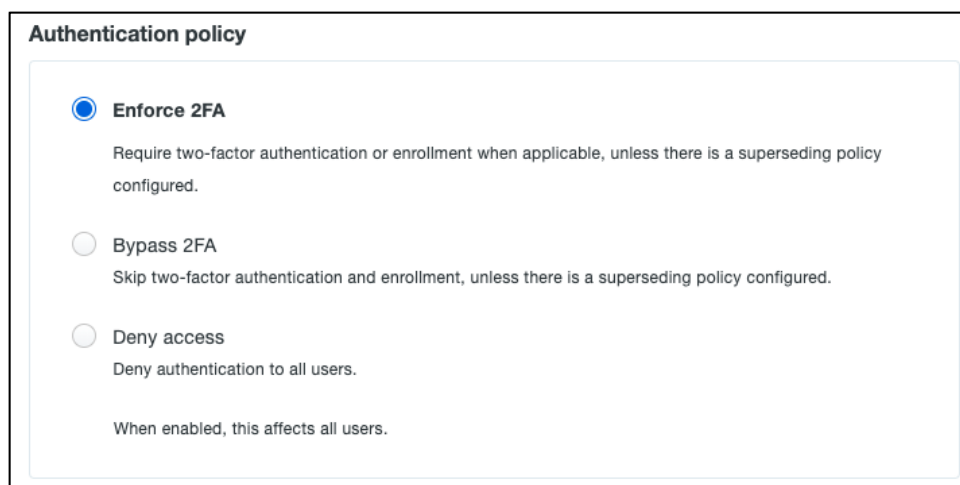 Authentication policy
Enforce 2FA
Require two-factor authentication or enrollment when applicable, unless there is a superseding policy
configured.
Bypass 2FA
Skip two-factor authentication and enrollment, unless there is a superseding policy configured.
Deny access
Deny authentication to all users.
When enabled, this affects all users.